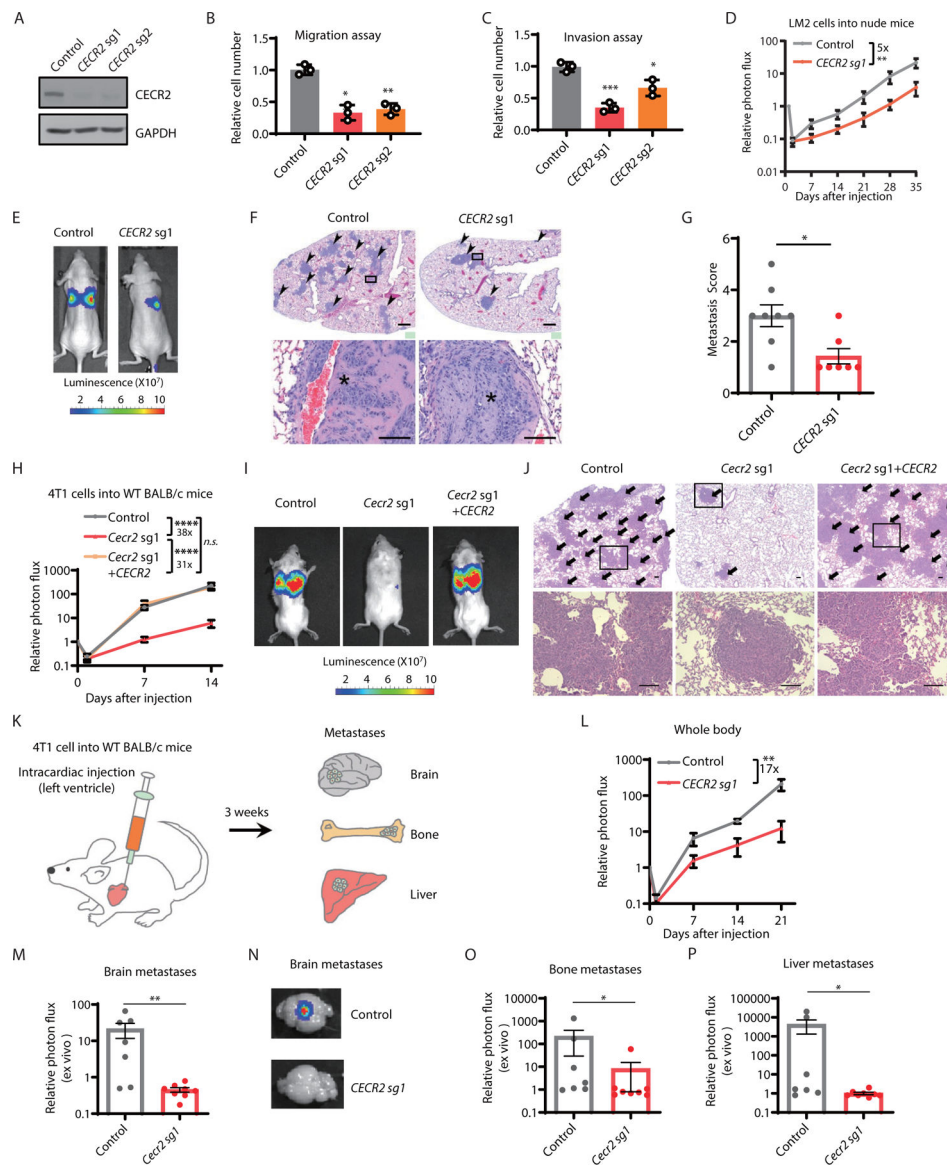 A
Control
CECR2 sg1
CECR2 sg2
CECR2
GAPDH
B
Migration assay
Relative cell number
1.5
1.0
0.5
0.0
*
**
Control
CECR2 sg1
CECR2 sg2
C
Invasion assay
Relative cell number
1.5
1.0
0.5
0.0
***
*
Control
CECR2 sg1
CECR2 sg2
D
LM2 cells into nude mice
Control
CECR2 sg1
5x
**
Relative photon flux
100
10
1
0.1
0.01
0 7 14 21 28 35
Days after injection
E
Control
CECR2 sg1
Luminescence (X10⁷)
2 4 6 8 10
F
Control
CECR2 sg1
*
*
G
Metastasis Score
6
4
2
0
*
Control
CECR2 sg1
H
4T1 cells into WT BALB/c mice
Control
Cecr2 sg1
Cecr2 sg1
+CECR2
****
38x
****
31x
n.s.
Relative photon flux
1000
100
10
1
0.1
0 7 14
Days after injection
I
Control
Cecr2 sg1
Cecr2 sg1
+CECR2
Luminescence (X10⁷)
2 4 6 8 10
J
Control
Cecr2 sg1
Cecr2 sg1+CECR2
K
4T1 cell into WT BALB/c mice
Intracardiac injection
(left ventricle)
3 weeks
Metastases
Brain
Bone
Liver
L
Whole body
Control
CECR2 sg1
**
17x
Relative photon flux
1000
100
10
1
0.1
0 7 14 21
Days after injection
M
Brain metastases
Relative photon flux
(ex vivo )
100
10
1
0.1
**
Control
Cecr2 sg1
N
Brain metastases
Control
CECR2 sg1
O
Bone metastases
Relative photon flux
(ex vivo )
10000
1000
100
10
1
0.1
*
Control
Cecr2 sg1
P
Liver metastases
Relative photon flux
(ex vivo )
100000
10000
1000
100
10
1
0.1
*
Control
Cecr2 sg1